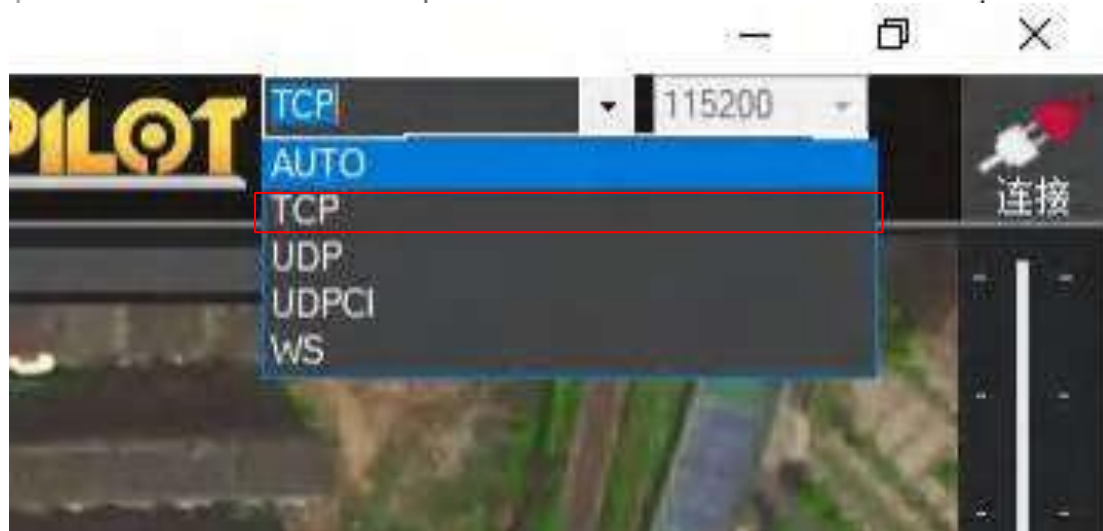 TCP 115200
PILOT
AUTO
连接
TCP
UDP
UDPCI
WS